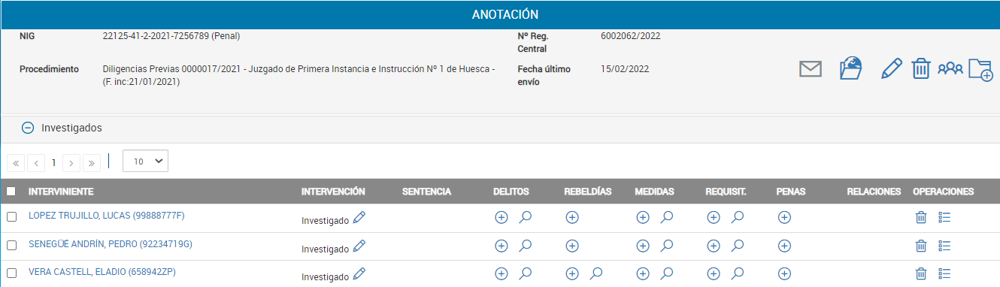 ANOTACIÓN
NIG 22125-41-2-2021-7256789 (Penal) Nº Reg. 6002062/2022
Central
Procedimiento Diligencias Previas 0000017/2021 - Juzgado de Primera Instancia e Instrucción Nº 1 de Huesca - Fecha último 15/02/2022
(F. inc:21/01/2021) envío
Investigados
« < 1 > » 10
INTERVINIENTE INTERVENCIÓN SENTENCIA DELITOS REBELDÍAS MEDIDAS REQUISIT. PENAS RELACIONES OPERACIONES
LOPEZ TRUJILLO, LUCAS (99888777F) Investigado
SENEGÜÉ ANDRÍN, PEDRO (92234719G) Investigado
VERA CASTELL, ELADIO (658942ZP) Investigado